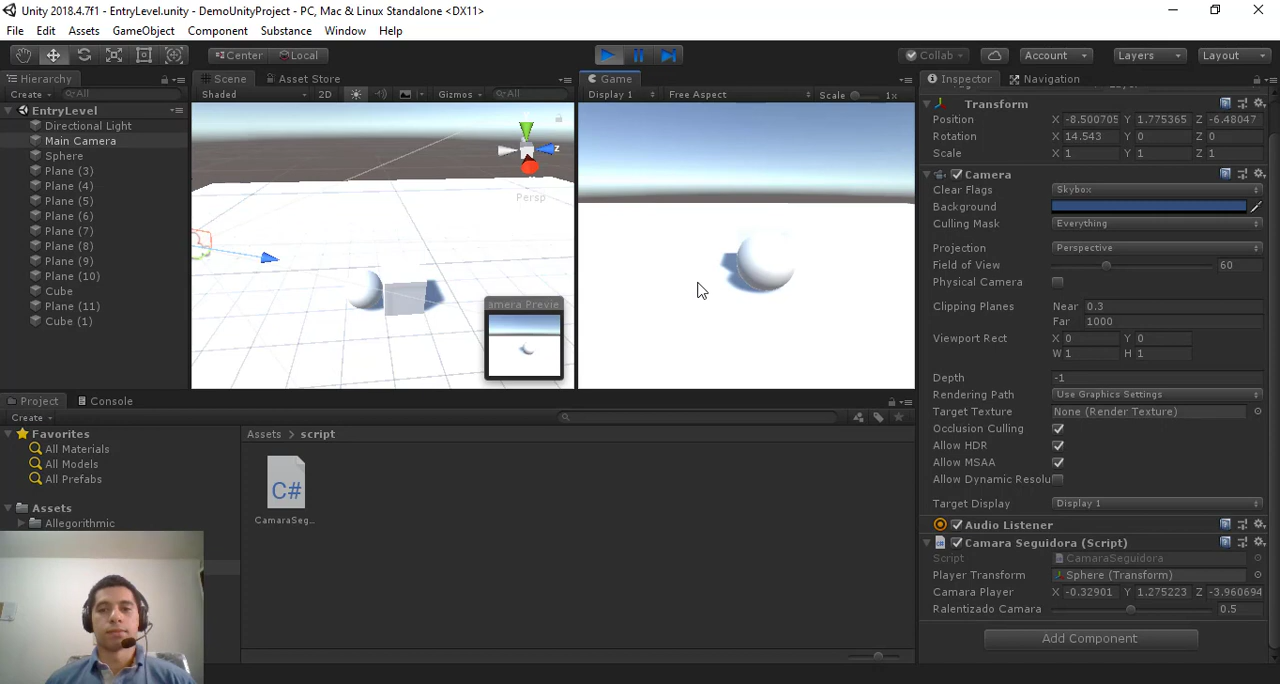 Unity 2018.4.7f1 - EntryLevel.unity - DemoUnityProject - PC, Mac & Linux Standalone <DX11>
File Edit Assets GameObject Component Substance Window Help
Center Local Collab Account Layers Layout
Hierarchy
Create All
EntryLevel
Directional Light
Main Camera
Sphere
Plane (3)
Plane (4)
Plane (5)
Plane (6)
Plane (7)
Plane (8)
Plane (9)
Plane (10)
Cube
Plane (11)
Cube (1)
Scene Asset Store
Shaded 2D Gizmos All
z
Persp
amera Previe
Game
Display 1 Free Aspect Scale 1x
Inspector Navigation
Transform
Position X -8.500705 Y 1.775365 Z -6.48047
Rotation X 14.543 Y 0 Z 0
Scale X 1 Y 1 Z 1
Camera
Clear Flags Skybox
Background
Culling Mask Everything
Projection Perspective
Field of View 60
Physical Camera
Clipping Planes Near 0.3
Far 1000
Viewport Rect X 0 Y 0
W 1 H 1
Depth -1
Rendering Path Use Graphics Settings
Target Texture None (Render Texture)
Occlusion Culling
Allow HDR
Allow MSAA
Allow Dynamic Resolu
Target Display Display 1
Audio Listener
Camara Seguidora (Script)
Script CamaraSeguidora
Player Transform Sphere (Transform)
Camara Player X -0.32901 Y 1.275223 Z -3.960694
Ralentizado Camara 0.5
Add Component
Project Console
Create
Favorites
All Materials
All Models
All Prefabs
Assets
Allegorithmic
Assets > script
C#
CamaraSeg...